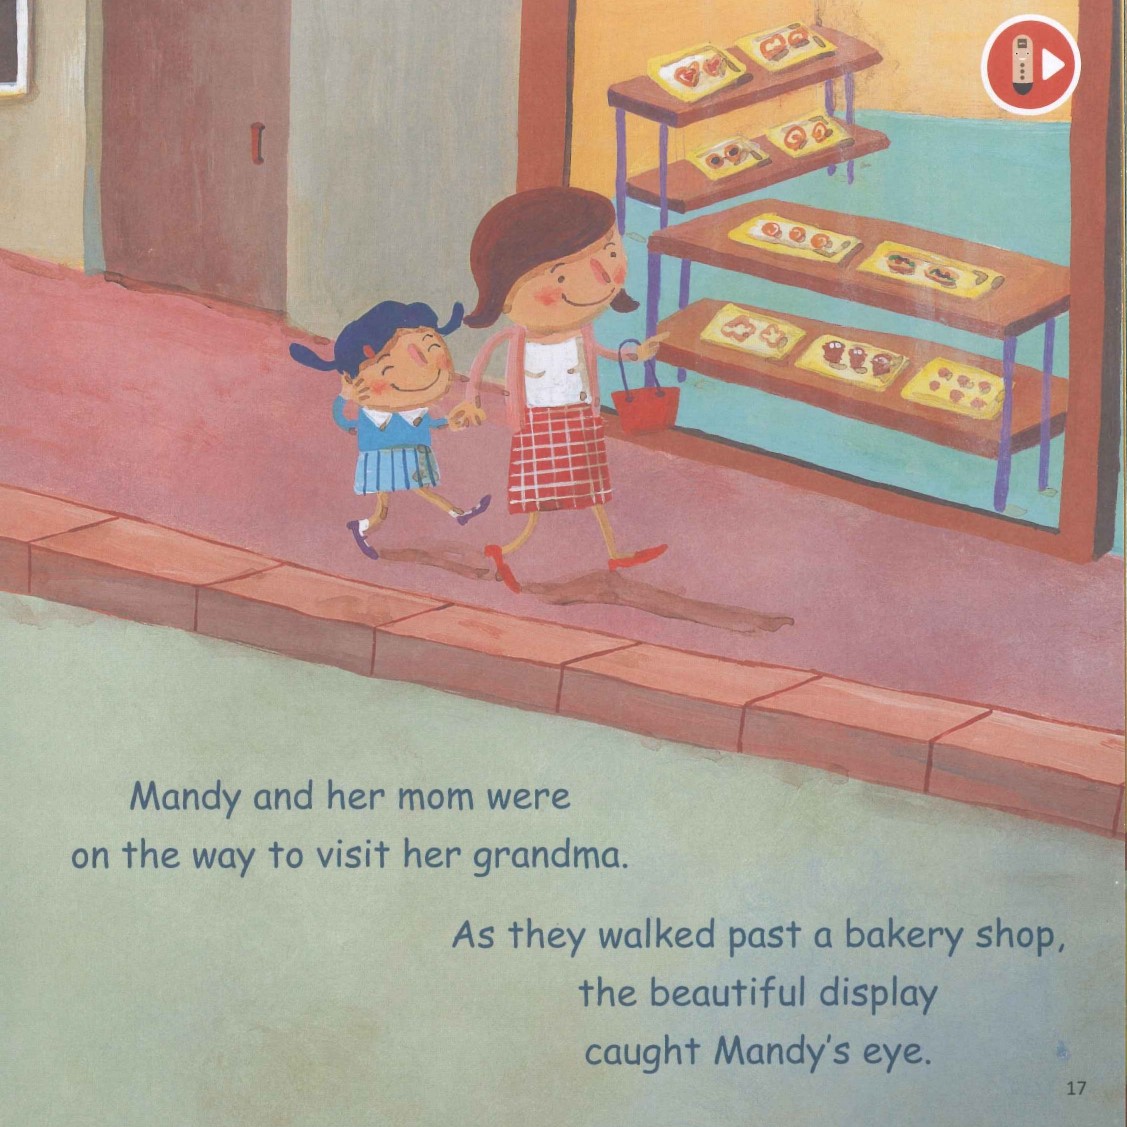 Mandy and her mom were
on the way to visit her grandma.
As they walked past a bakery shop,
the beautiful display
caught Mandy's eye.
17